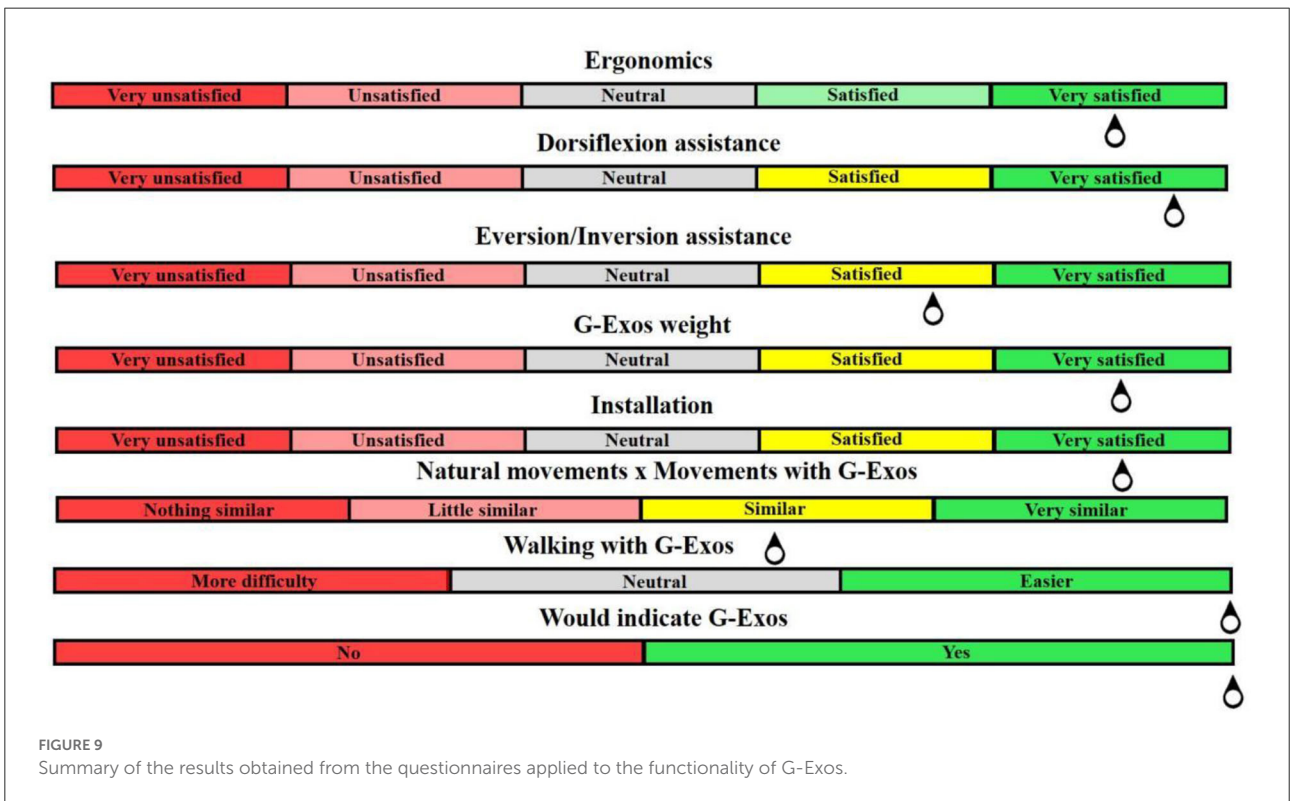 Ergonomics
Very unsatisfied Unsatisfied Neutral Satisfied Very satisfied
Dorsiflexion assistance
Very unsatisfied Unsatisfied Neutral Satisfied Very satisfied
Eversion/Inversion assistance
Very unsatisfied Unsatisfied Neutral Satisfied Very satisfied
G-Exos weight
Very unsatisfied Unsatisfied Neutral Satisfied Very satisfied
Installation
Very unsatisfied Unsatisfied Neutral Satisfied Very satisfied
Natural movements x Movements with G-Exos
Nothing similar Little similar Similar Very similar
Walking with G-Exos
More difficulty Neutral Easier
Would indicate G-Exos
No Yes
FIGURE 9
Summary of the results obtained from the questionnaires applied to the functionality of G-Exos.